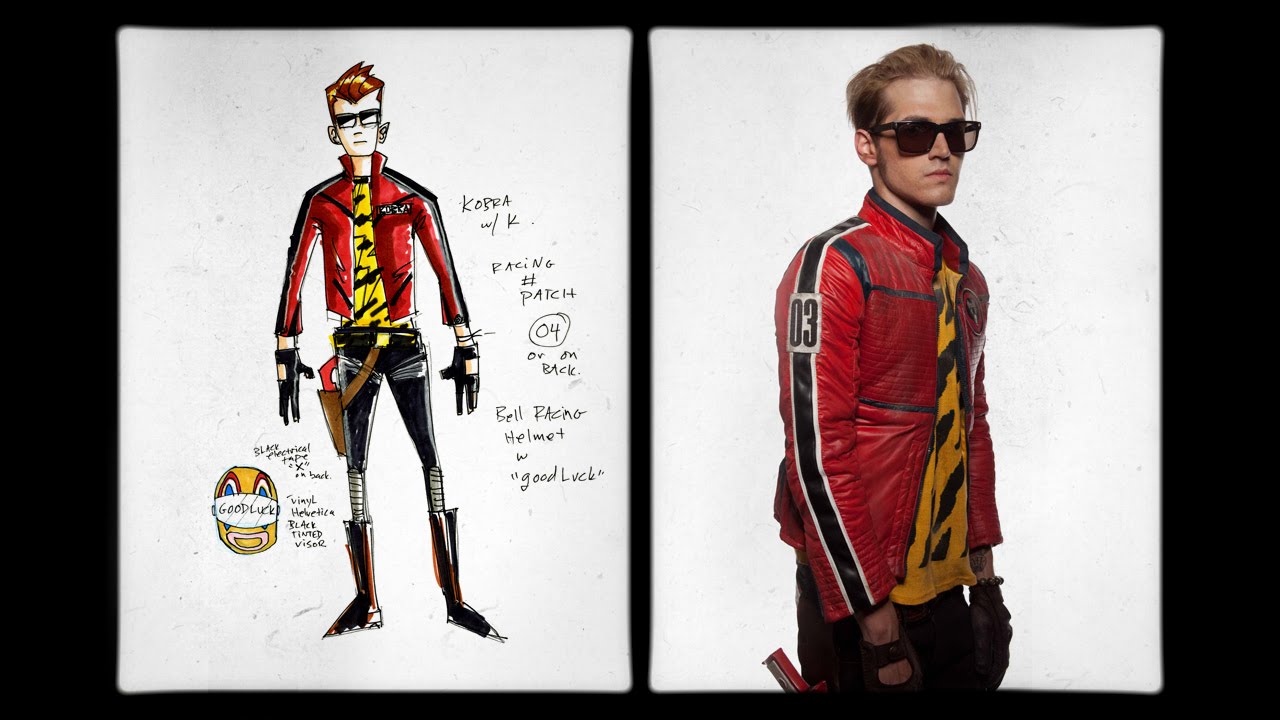 KOBRA
KOBRA
w/ K.
RACING
#
PATCH
04
or on
BACK.
Bell RACING
Helmet
w
"good Luck"
BLACK
electrical
tape
"X"
on back.
GOODLUCK
vinyl
Helvetica
BLACK
TINTED
VISOR
03